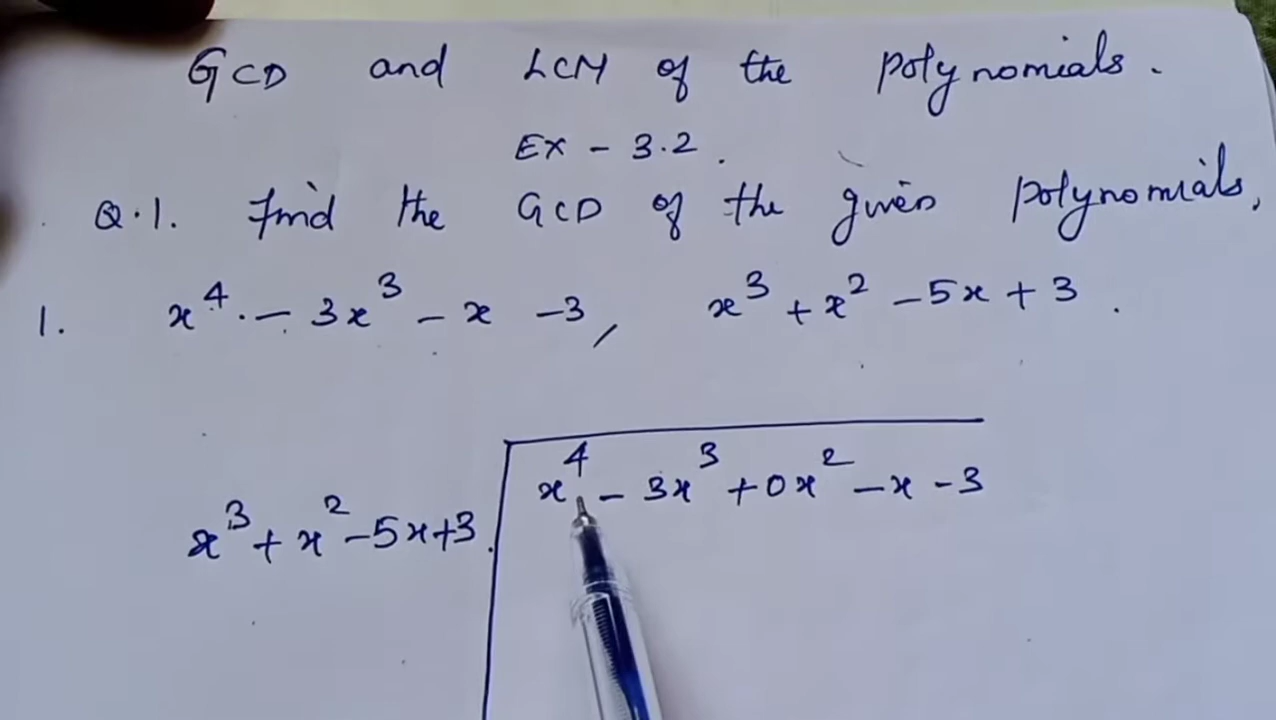 GCD and LCM of the polynomials.
EX - 3.2.
Q.1. Find the GCD of the given polynomials,
1. x⁴ - 3x³ - x - 3, x³ + x² - 5x + 3.
x⁴ - 3x³ + 0x² - x - 3
x³ + x² - 5x + 3